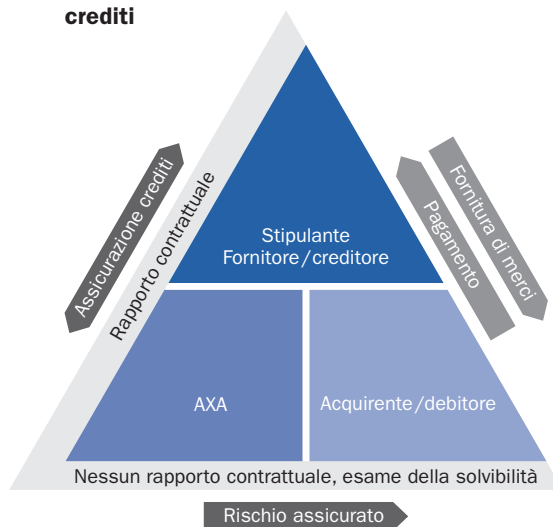 crediti
Assicurazione crediti
Rapporto contrattuale
Stipulante
Fornitore/creditore
Pagamento
Fornitura di merci
AXA
Acquirente/debitore
Nessun rapporto contrattuale, esame della solvibilità
Rischio assicurato